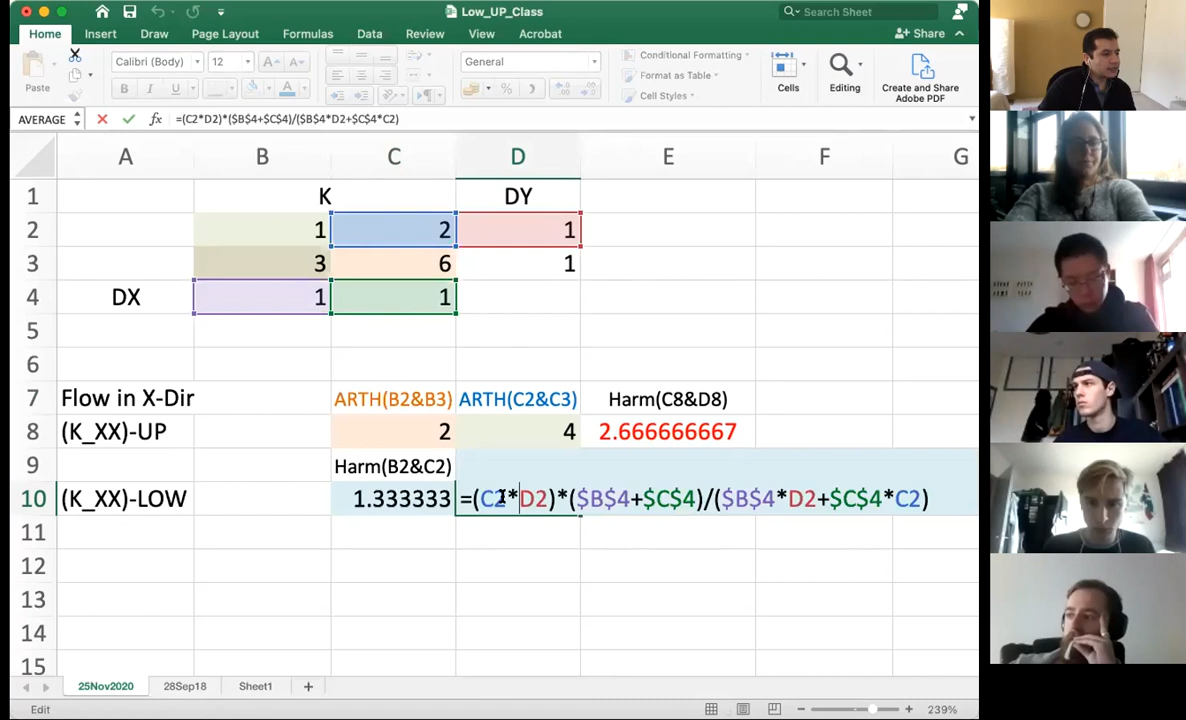 Low_UP_Class
Search Sheet
Home Insert Draw Page Layout Formulas Data Review View Acrobat Share
Paste
Calibri (Body) 12 A A
B I U A
General
%
Conditional Formatting
Format as Table
Cell Styles
Cells
Editing
Create and Share
Adobe PDF
AVERAGE fx =(C2*D2)*($B$4+$C$4)/($B$4*D2+$C$4*C2)
A B C D E F G
1 K DY
2 1 2 1
3 3 6 1
4 DX 1 1
5
6
7 Flow in X-Dir ARTH(B2&B3) ARTH(C2&C3) Harm(C8&D8)
8 (K_XX)-UP 2 4 2.666666667
9 Harm(B2&C2)
10 (K_XX)-LOW 1.333333 =(C2*D2)*($B$4+$C$4)/($B$4*D2+$C$4*C2)
11
12
13
14
15
25Nov2020 28Sep18 Sheet1 +
Edit 239%